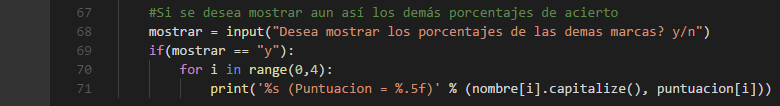 67 #Si se desea mostrar aun así los demás porcentajes de acierto
68 mostrar = input("Desea mostrar los porcentajes de las demas marcas? y/n")
69 if(mostrar == "y"):
70 for i in range(0,4):
71 print('%s (Puntuacion = %.5f)' % (nombre[i].capitalize(), puntuacion[i]))